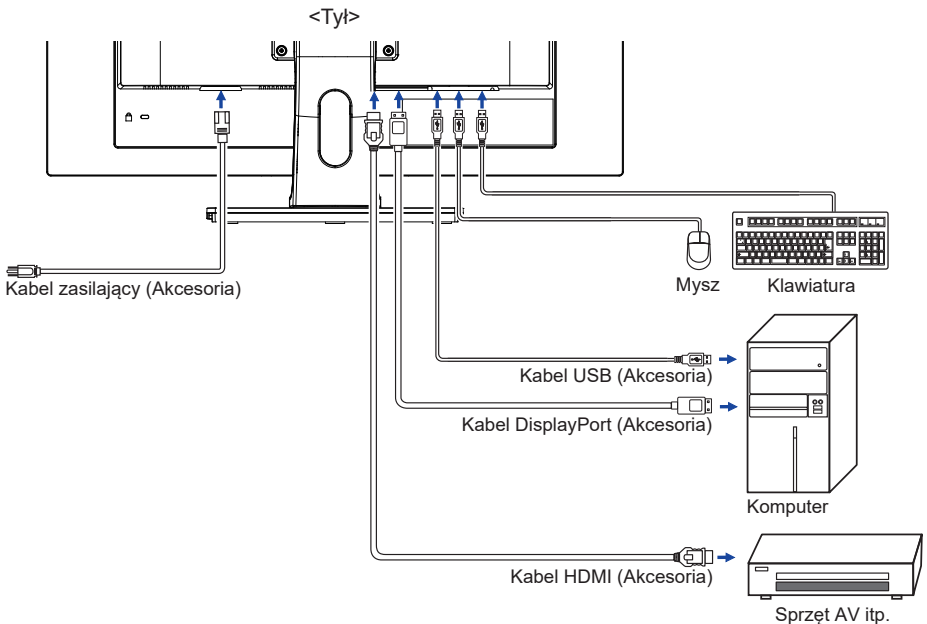 <Tył>
Kabel zasilający (Akcesoria)
Mysz
Klawiatura
Kabel USB (Akcesoria)
Kabel DisplayPort (Akcesoria)
Komputer
Kabel HDMI (Akcesoria)
Sprzęt AV itp.